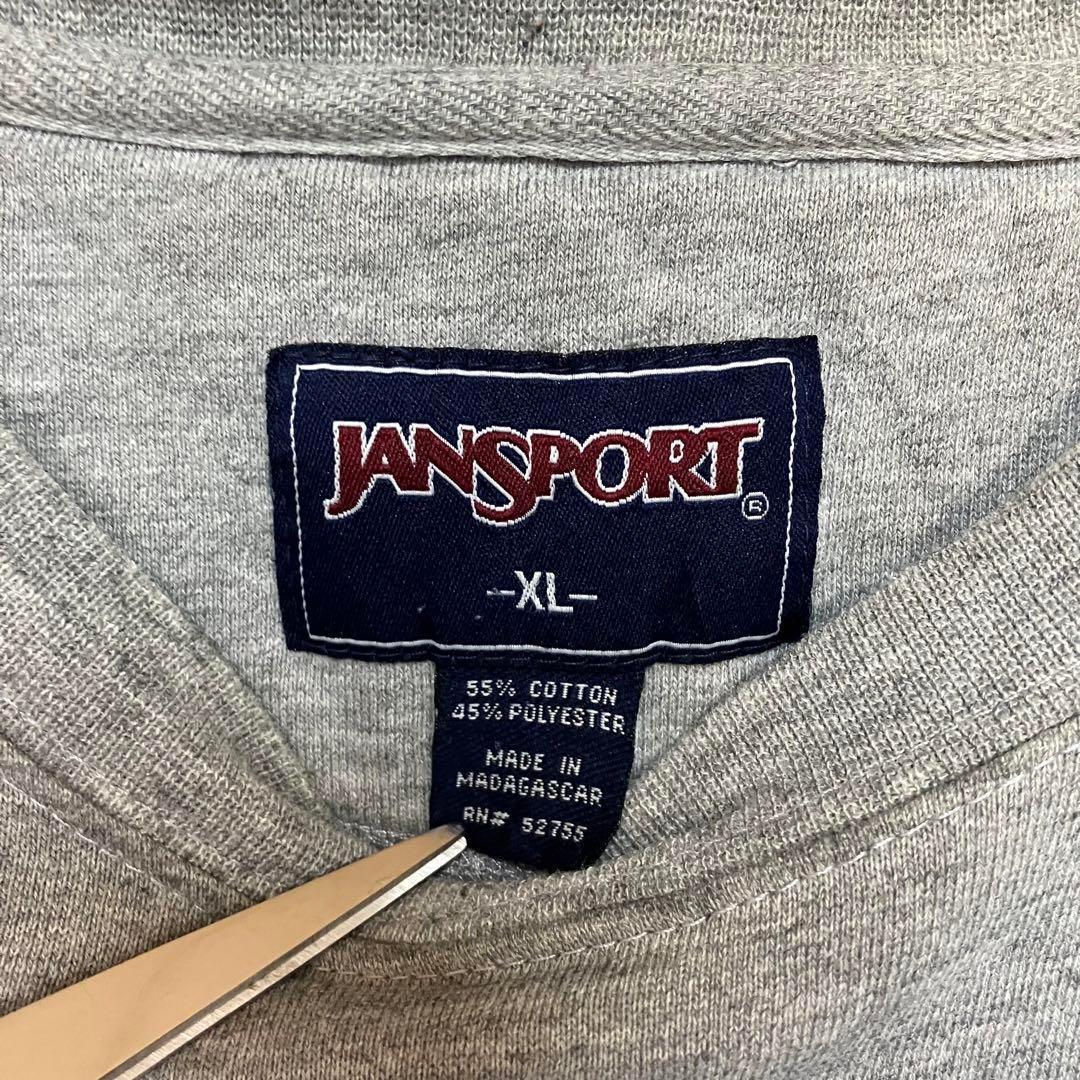 JANSPORT®
-XL-
55% COTTON
45% POLYESTER
MADE IN
MADAGASCAR
RN# 52755